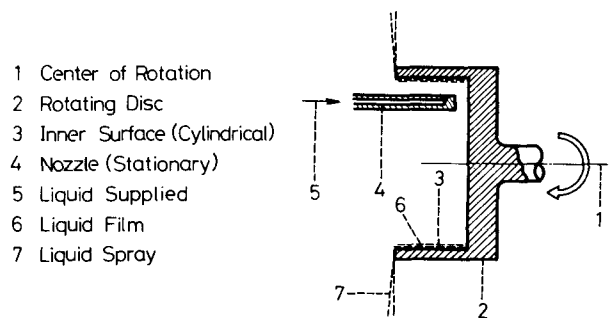 1 Center of Rotation
2 Rotating Disc
3 Inner Surface (Cylindrical)
4 Nozzle (Stationary)
5 Liquid Supplied
6 Liquid Film
7 Liquid Spray
5
4
3
6
1
7
2